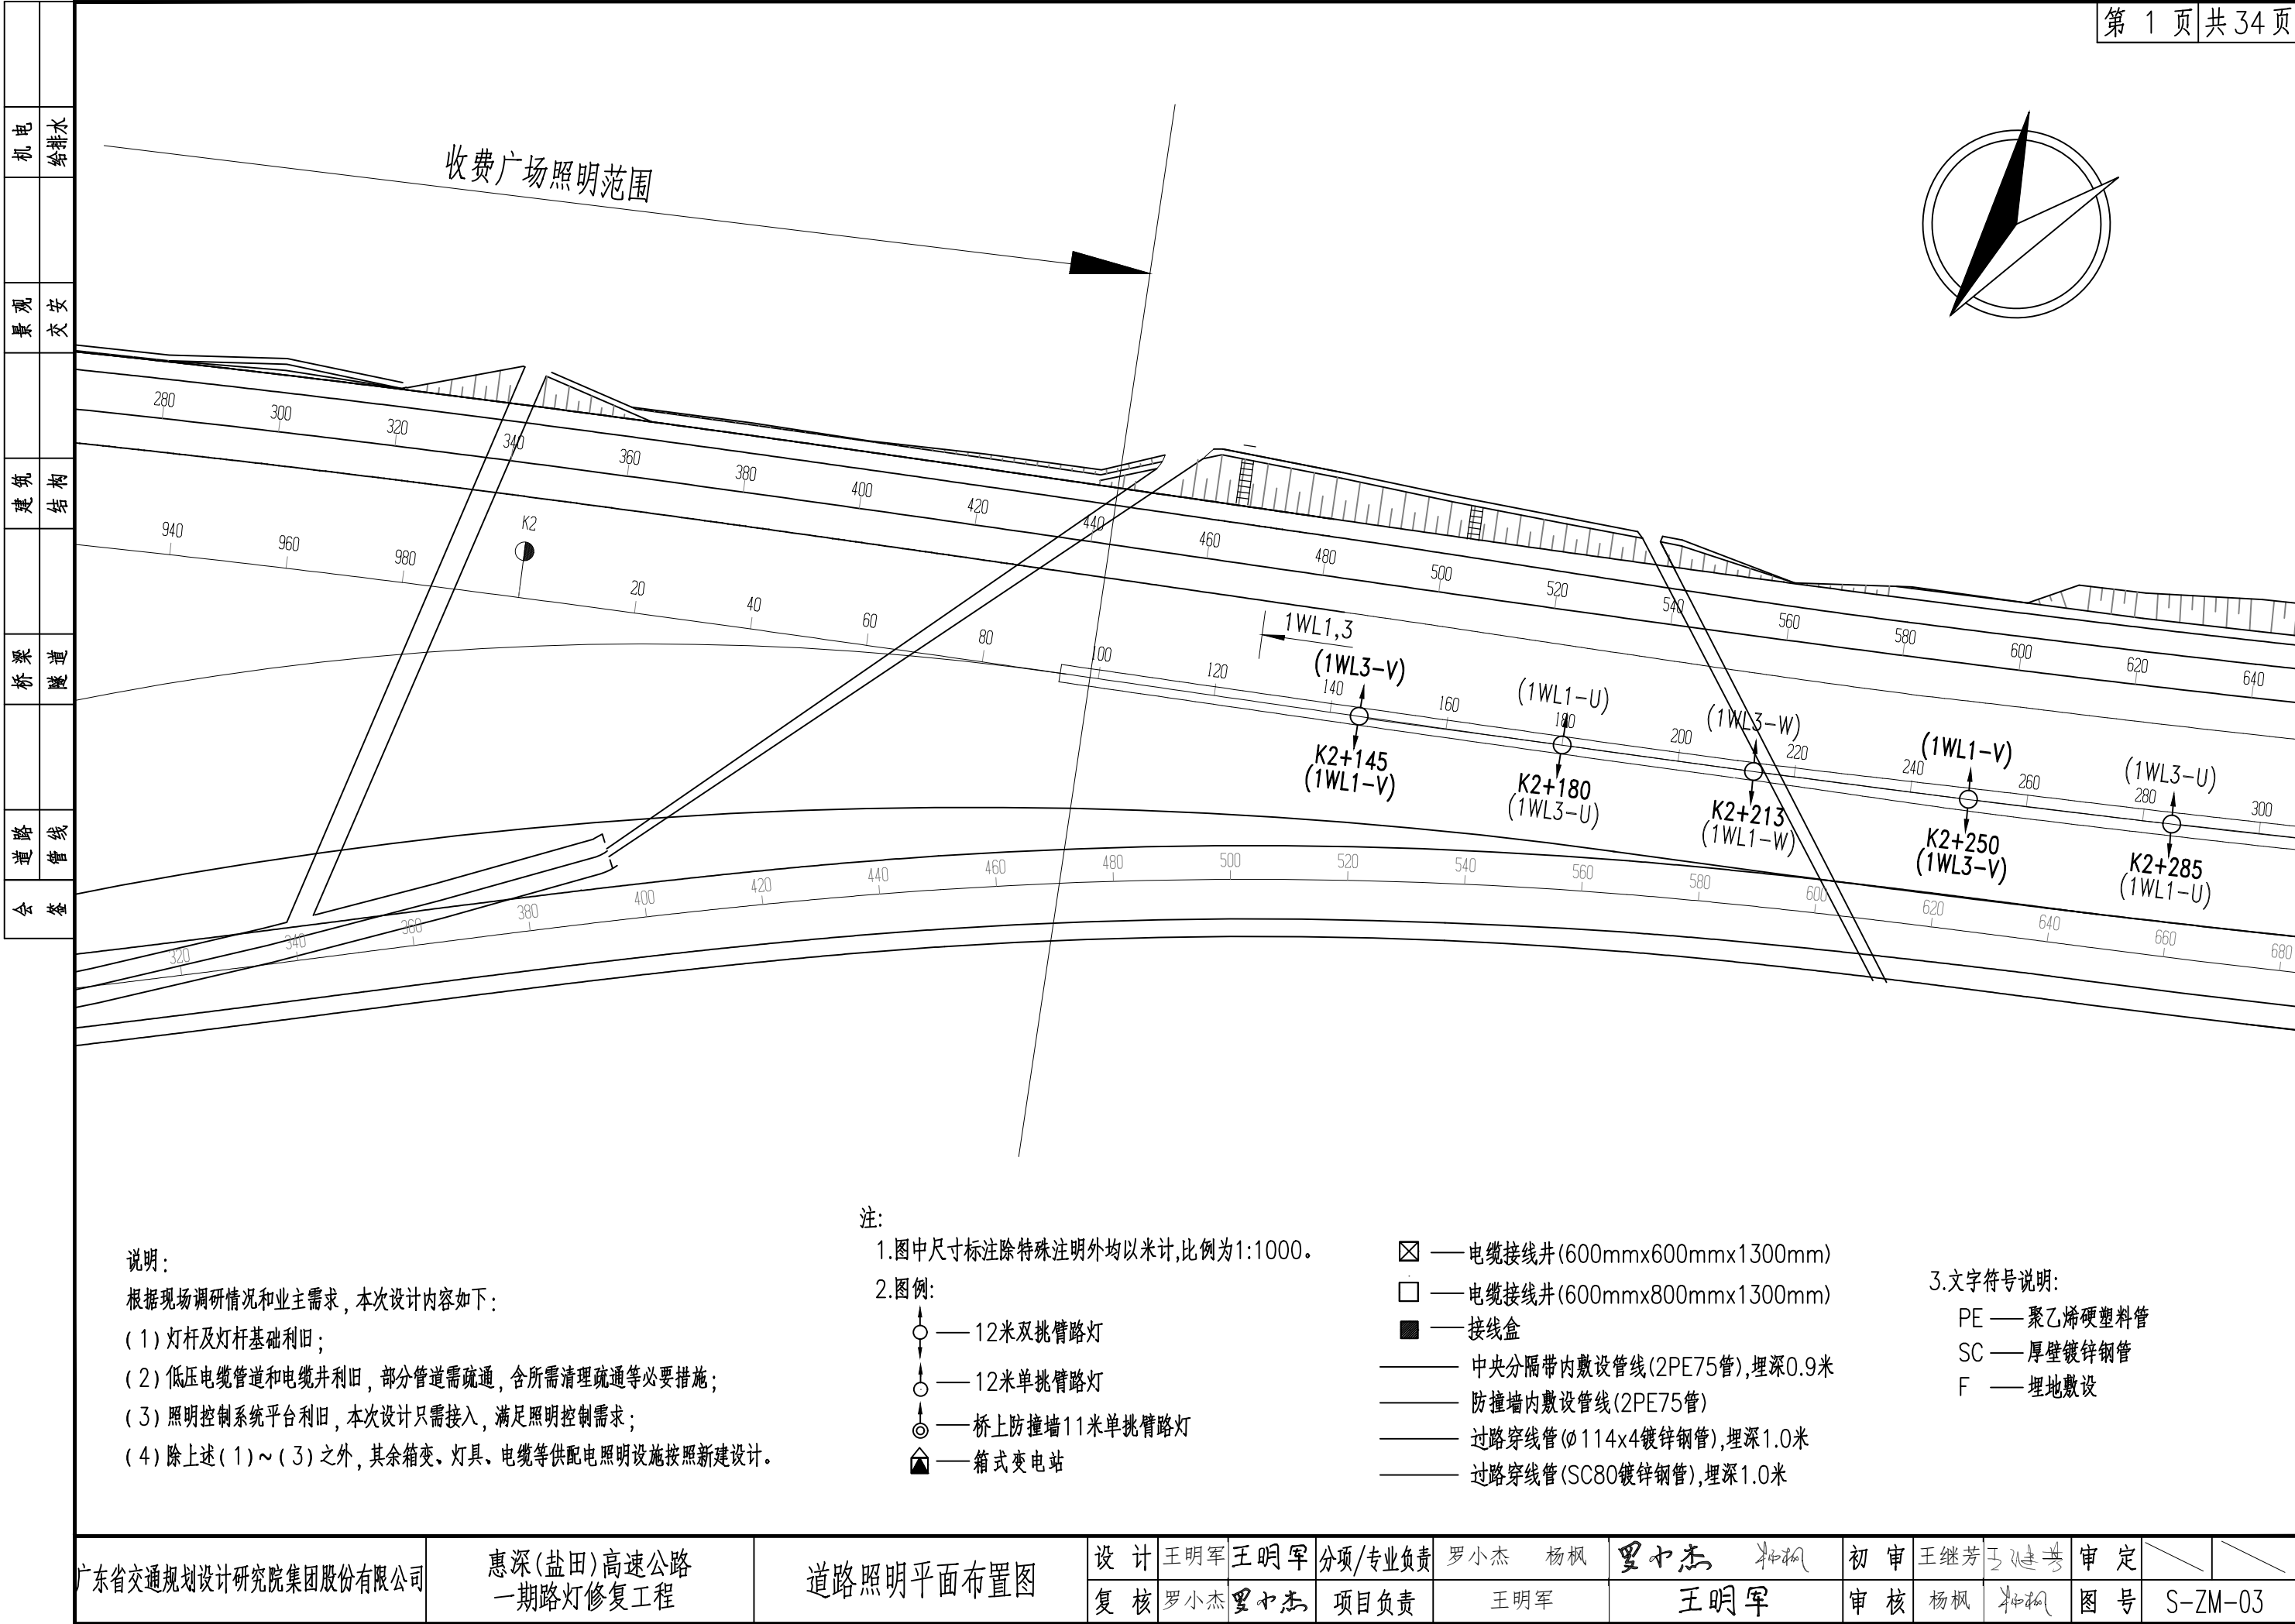 第 1 页 共34页
机电
给排水
景观
交安
建筑
结构
桥梁
隧道
道路
管线
会签
收费广场照明范围
280 300 320 340 360 380 400 420 440 460 480 500 520 540 560 580 600 620 640
940 960 980 K2 20 40 60 80 100 120 140 160 180 200 220 240 260 280 300
1WL1,3
(1WL3-V)
K2+145
(1WL1-V)
(1WL1-U)
K2+180
(1WL3-U)
(1WL3-W)
K2+213
(1WL1-W)
(1WL1-V)
K2+250
(1WL3-V)
(1WL3-U)
K2+285
(1WL1-U)
320 340 360 380 400 420 440 460 480 500 520 540 560 580 600 620 640 660 680
说明：
根据现场调研情况和业主需求，本次设计内容如下：
（1）灯杆及灯杆基础利旧；
（2）低压电缆管道和电缆井利旧，部分管道需疏通，含所需清理疏通等必要措施；
（3）照明控制系统平台利旧，本次设计只需接入，满足照明控制需求；
（4）除上述（1）~（3）之外，其余箱变、灯具、电缆等供配电照明设施按照新建设计。
注:
1.图中尺寸标注除特殊注明外均以米计,比例为1:1000。
2.图例:
12米双挑臂路灯
12米单挑臂路灯
桥上防撞墙11米单挑臂路灯
箱式变电站
电缆接线井(600mmx600mmx1300mm)
电缆接线井(600mmx800mmx1300mm)
接线盒
中央分隔带内敷设管线(2PE75管),埋深0.9米
防撞墙内敷设管线(2PE75管)
过路穿线管(φ114x4镀锌钢管),埋深1.0米
过路穿线管(SC80镀锌钢管),埋深1.0米
3.文字符号说明:
PE 聚乙烯硬塑料管
SC 厚壁镀锌钢管
F 埋地敷设
广东省交通规划设计研究院集团股份有限公司
惠深(盐田)高速公路
一期路灯修复工程
道路照明平面布置图
设 计 王明军 王明军 分项/专业负责 罗小杰 杨枫 罗小杰 杨枫 初 审 王继芳 王继芳 审 定
复 核 罗小杰 罗小杰 项目负责 王明军 王明军 审 核 杨枫 杨枫 图 号 S-ZM-03